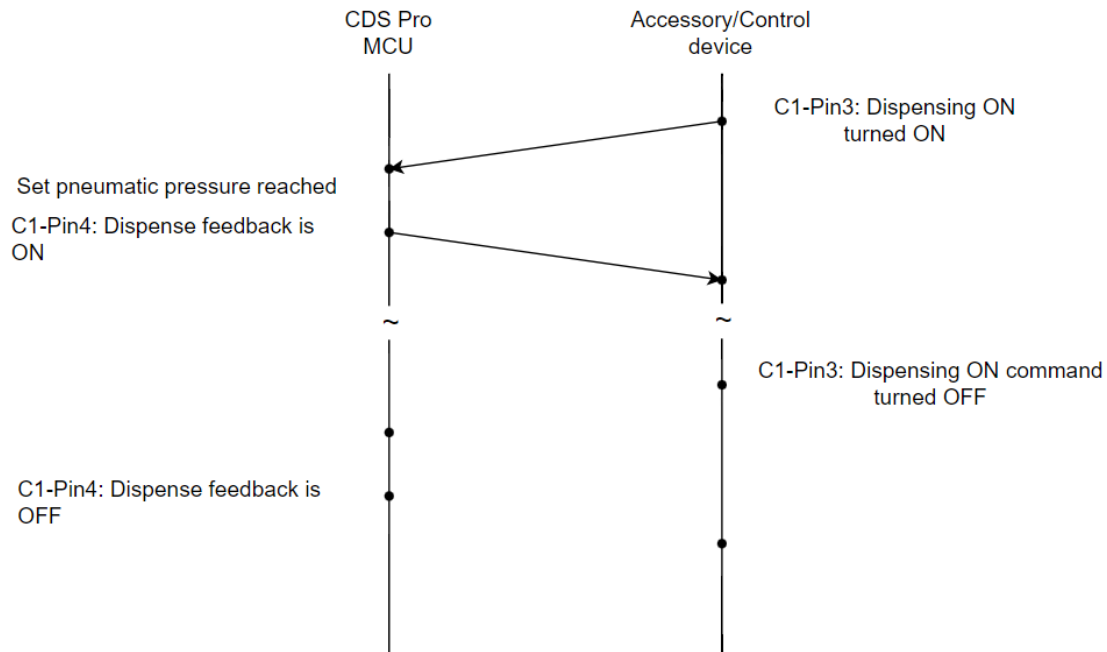 CDS Pro
MCU
Accessory/Control
device
C1-Pin3: Dispensing ON
turned ON
Set pneumatic pressure reached
C1-Pin4: Dispense feedback is
ON
~
~
C1-Pin3: Dispensing ON command
turned OFF
C1-Pin4: Dispense feedback is
OFF